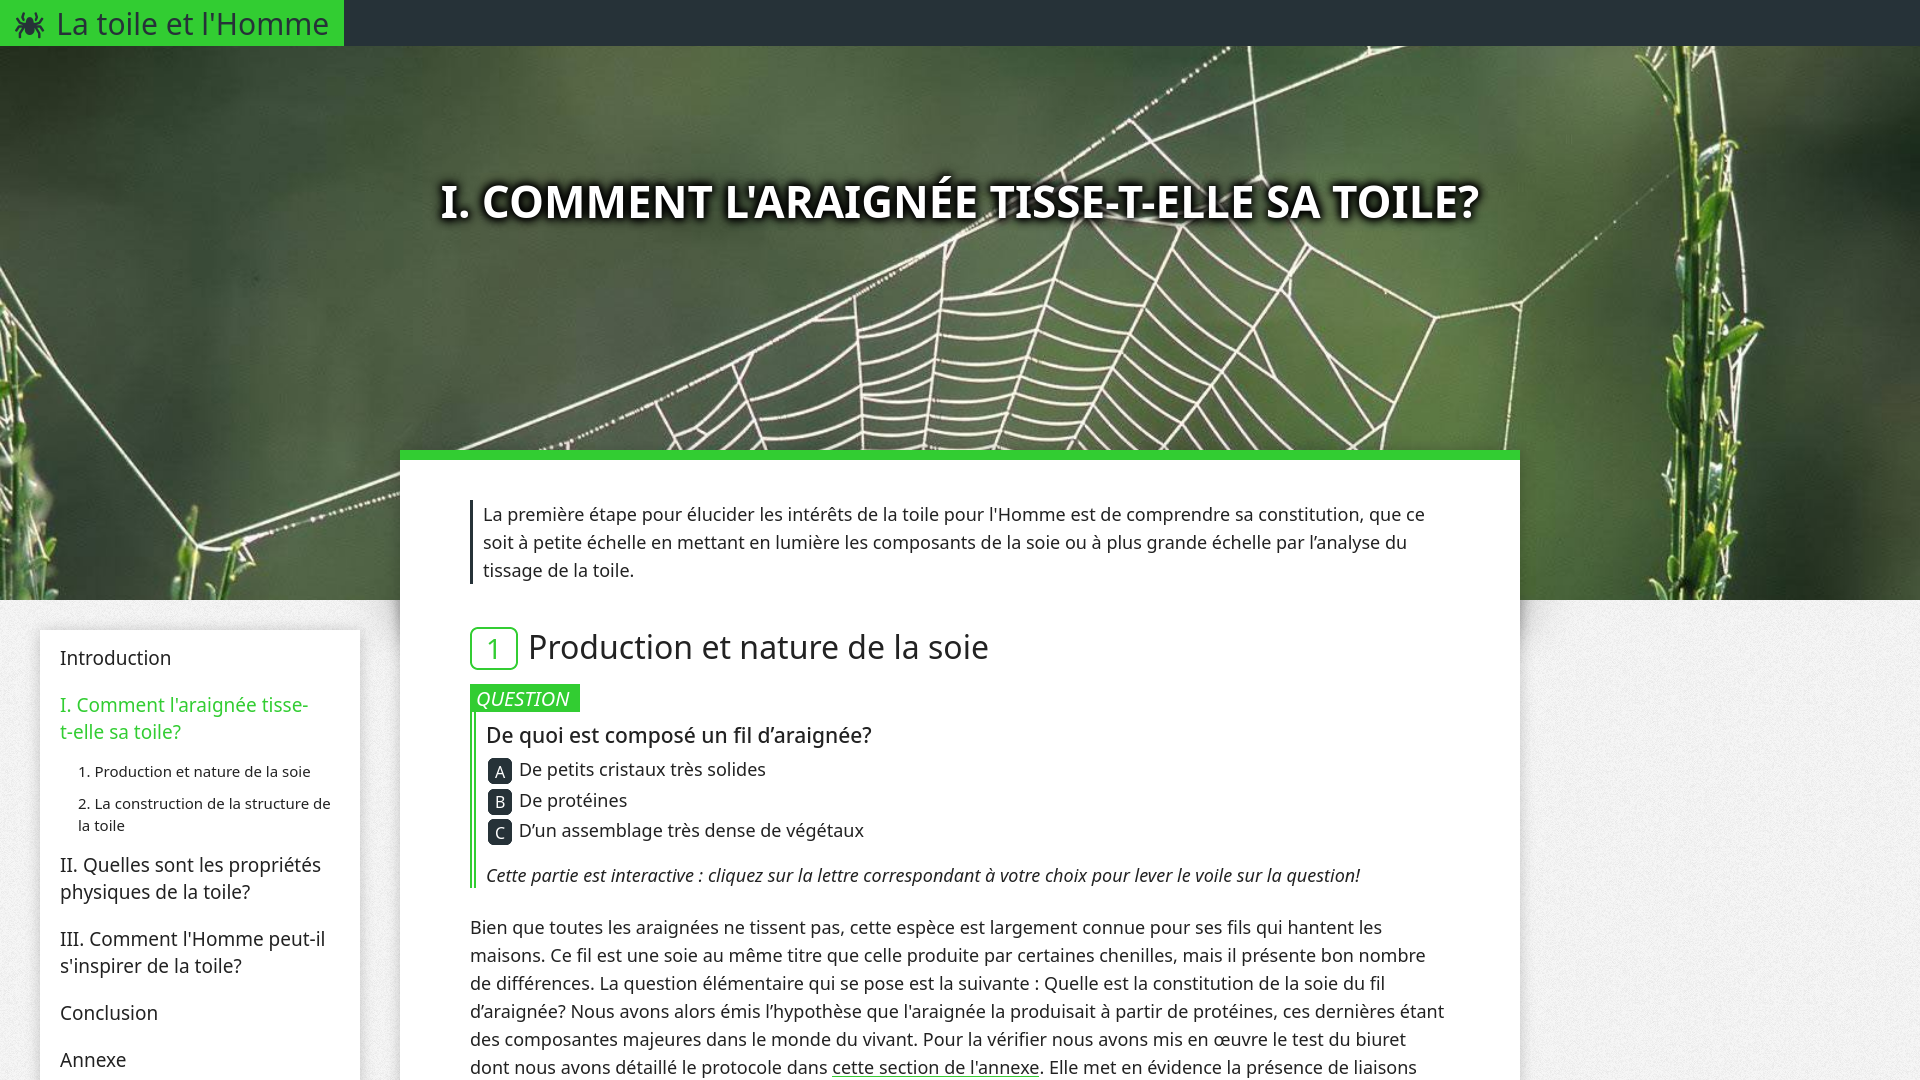 La toile et l'Homme
I. COMMENT L'ARAIGNÉE TISSE-T-ELLE SA TOILE?
La première étape pour élucider les intérêts de la toile pour l'Homme est de comprendre sa constitution, que ce
soit à petite échelle en mettant en lumière les composants de la soie ou à plus grande échelle par l’analyse du
tissage de la toile.
Introduction
I. Comment l'araignée tisse-
t-elle sa toile?
1. Production et nature de la soie
2. La construction de la structure de
la toile
II. Quelles sont les propriétés
physiques de la toile?
III. Comment l'Homme peut-il
s'inspirer de la toile?
Conclusion
Annexe
1 Production et nature de la soie
QUESTION
De quoi est composé un fil d’araignée?
A De petits cristaux très solides
B De protéines
C D’un assemblage très dense de végétaux
Cette partie est interactive : cliquez sur la lettre correspondant à votre choix pour lever le voile sur la question!
Bien que toutes les araignées ne tissent pas, cette espèce est largement connue pour ses fils qui hantent les
maisons. Ce fil est une soie au même titre que celle produite par certaines chenilles, mais il présente bon nombre
de différences. La question élémentaire qui se pose est la suivante : Quelle est la constitution de la soie du fil
d’araignée? Nous avons alors émis l’hypothèse que l'araignée la produisait à partir de protéines, ces dernières étant
des composantes majeures dans le monde du vivant. Pour la vérifier nous avons mis en œuvre le test du biuret
dont nous avons détaillé le protocole dans cette section de l'annexe. Elle met en évidence la présence de liaisons